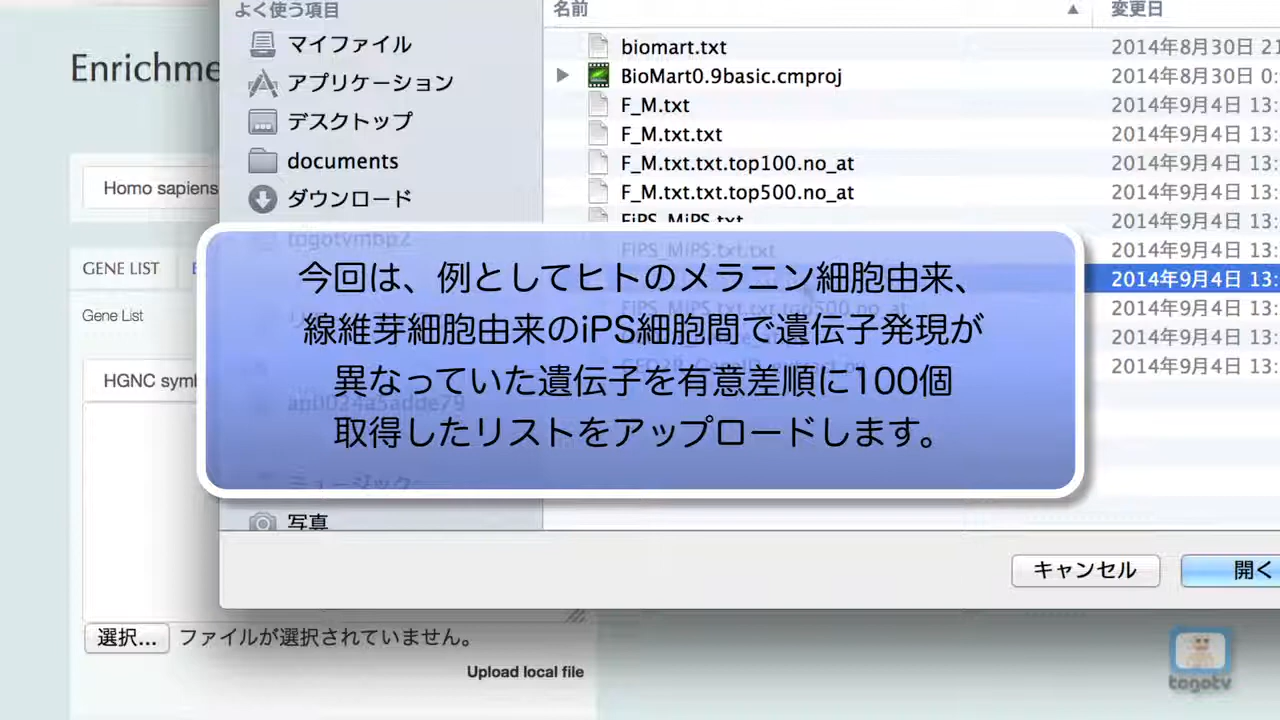 よく使う項目
名前
変更日
マイファイル
アプリケーション
デスクトップ
documents
ダウンロード
biomart.txt
2014年8月30日 21
BioMart0.9basic.cmproj
2014年8月30日 0:
F_M.txt
2014年9月4日 13:
F_M.txt.txt
2014年9月4日 13:
F_M.txt.txt.top100.no_at
2014年9月4日 13:
F_M.txt.txt.top500.no_at
2014年9月4日 13:
FiPS_MiPS.txt
2014年9月4日 13:
FiPS_MiPS.txt.txt
2014年9月4日 13:
2014年9月4日 13:
2014年9月4日 13:
2014年9月4日 13:
2014年9月4日 13:
Enrichme
Homo sapiens
GENE LIST
Gene List
HGNC symb
今回は、例としてヒトのメラニン細胞由来、
線維芽細胞由来のiPS細胞間で遺伝子発現が
異なっていた遺伝子を有意差順に100個
取得したリストをアップロードします。
ミュージック
写真
キャンセル
開く
選択... ファイルが選択されていません。
Upload local file
togotv